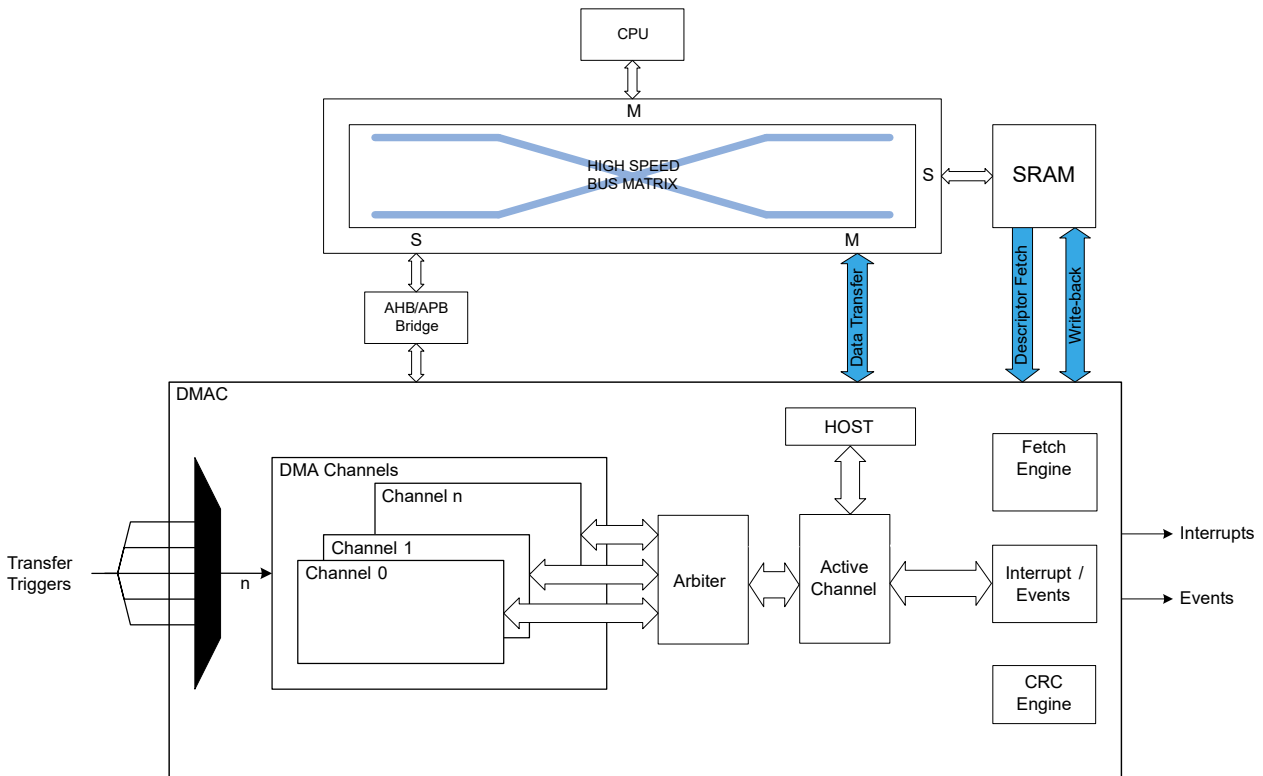 CPU
M
HIGH SPEED
BUS MATRIX
S
SRAM
S
M
AHB/APB
Bridge
Data Transfer
Descriptor Fetch
Write-back
DMAC
HOST
Fetch
Engine
DMA Channels
Channel n
Channel 1
Channel 0
Transfer
Triggers
n
Arbiter
Active
Channel
Interrupt /
Events
Interrupts
Events
CRC
Engine